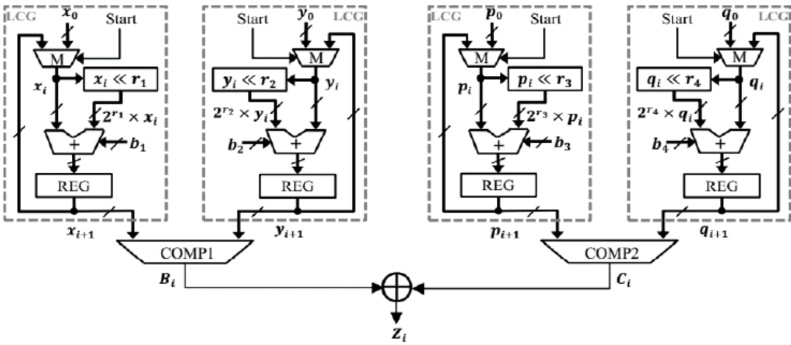 LCG x₀ Start
Start y₀ LCG
LCG p₀ Start
Start q₀ LCG
M
M
M
M
xᵢ xᵢ ≪ r₁
yᵢ ≪ r₂ yᵢ
pᵢ pᵢ ≪ r₃
qᵢ ≪ r₄ qᵢ
2^{r₁} × xᵢ
2^{r₂} × yᵢ
2^{r₃} × pᵢ
2^{r₄} × qᵢ
+ b₁
b₂ +
+ b₃
b₄ +
REG
REG
REG
REG
xᵢ₊₁ yᵢ₊₁ pᵢ₊₁ qᵢ₊₁
COMP1 COMP2
Bᵢ Cᵢ
Zᵢ